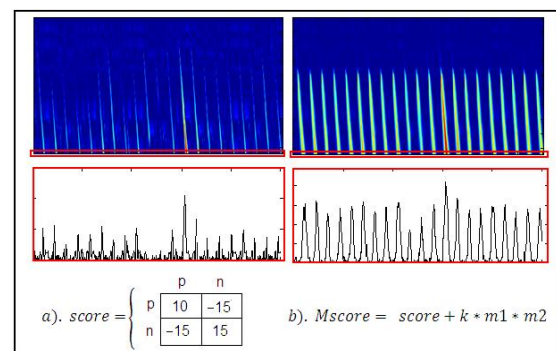 p n
a). score = { p 10 −15
n −15 15
b). Mscore = score + k * m1 * m2